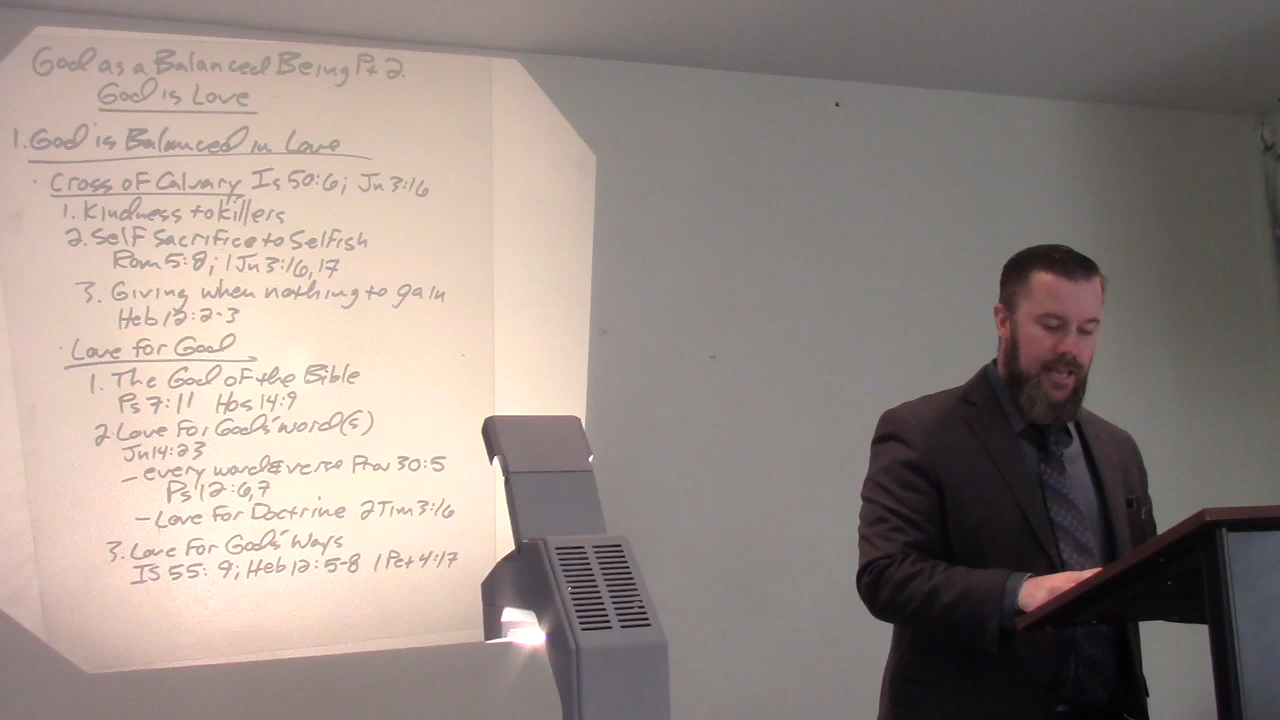 God as a Balanced Being Pt 2.
God is Love
1. God is Balanced in Love
· Cross of Calvary Is 50:6; Jn 3:16
1. Kindness to killers
2. Self Sacrifice to Selfish
Rom 5:8; 1 Jn 3:16,17
3. Giving when nothing to gain
Heb 12:2-3
· Love for God
1. The God of the Bible
Ps 7:11 Hos 14:9
2. Love For God's word(s)
Jn 14:23
- every word & verse Prov 30:5
Ps 12:6,7
- Love For Doctrine 2 Tim 3:16
3. Love For God's Ways
IS 55:9; Heb 12:5-8 1 Pet 4:17